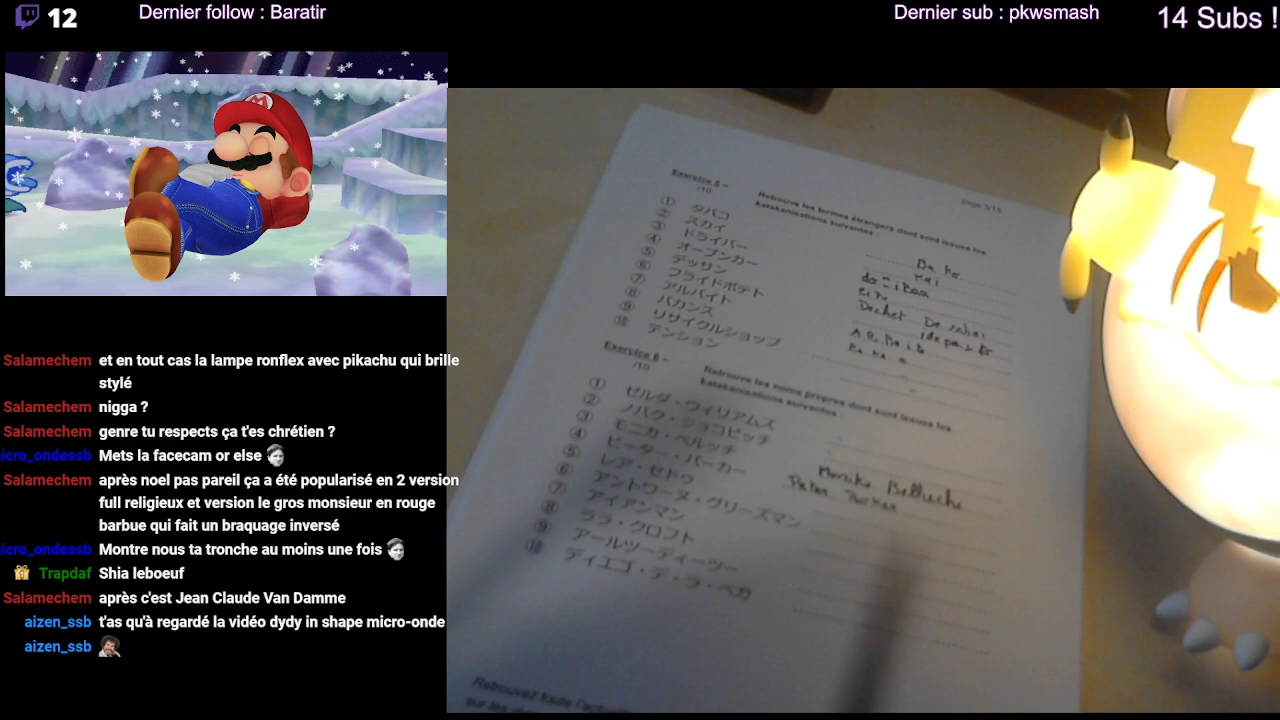 12
Dernier follow : Baratir
Dernier sub : pkwsmash
14 Subs !
Salamechem et en tout cas la lampe ronflex avec pikachu qui brille
stylé
Salamechem nigga ?
Salamechem genre tu respects ça t'es chrétien ?
icro_ondessb Mets la facecam or else
Salamechem après noel pas pareil ça a été popularisé en 2 version
full religieux et version le gros monsieur en rouge
barbue qui fait un braquage inversé
icro_ondessb Montre nous ta tronche au moins une fois
Trapdaf Shia leboeuf
Salamechem après c'est Jean Claude Van Damme
aizen_ssb t'as qu'à regardé la vidéo dydy in shape micro-onde
aizen_ssb
page 5/15
Exercice 5 –
/10
Retrouve les termes étrangers dont sont issues les
katakanisations suivantes :
① タバコ
② スカイ
③ ドライバー
④ オープンカー
⑤ デッサン
⑥ フライドポテト
⑦ アルバイト
⑧ バカンス
⑨ リサイクルショップ
⑩ テンション
Exercice 6 –
/10
Retrouve les noms propres dont sont issues les
katakanisations suivantes :
① ゼルダ・ウィリアムズ
② ノバク・ジョコビッチ
③ モニカ・ベルッチ
④ ピーター・パーカー
⑤ レア・セドゥ
⑥ アントワーヌ・グリーズマン
⑦ アイアンマン
⑧ ララ・クロフト
⑨ アールツーディーツー
⑩ ディエゴ・デ・ラ・ベガ
Monika Belluchi
Peter Parker
Retrouvez toute l'actual